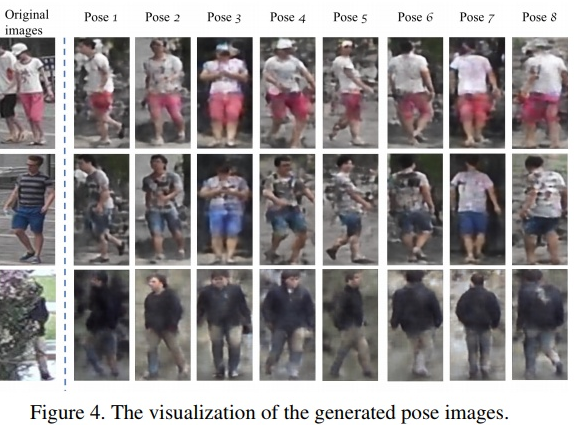 Original images Pose 1 Pose 2 Pose 3 Pose 4 Pose 5 Pose 6 Pose 7 Pose 8
Figure 4. The visualization of the generated pose images.